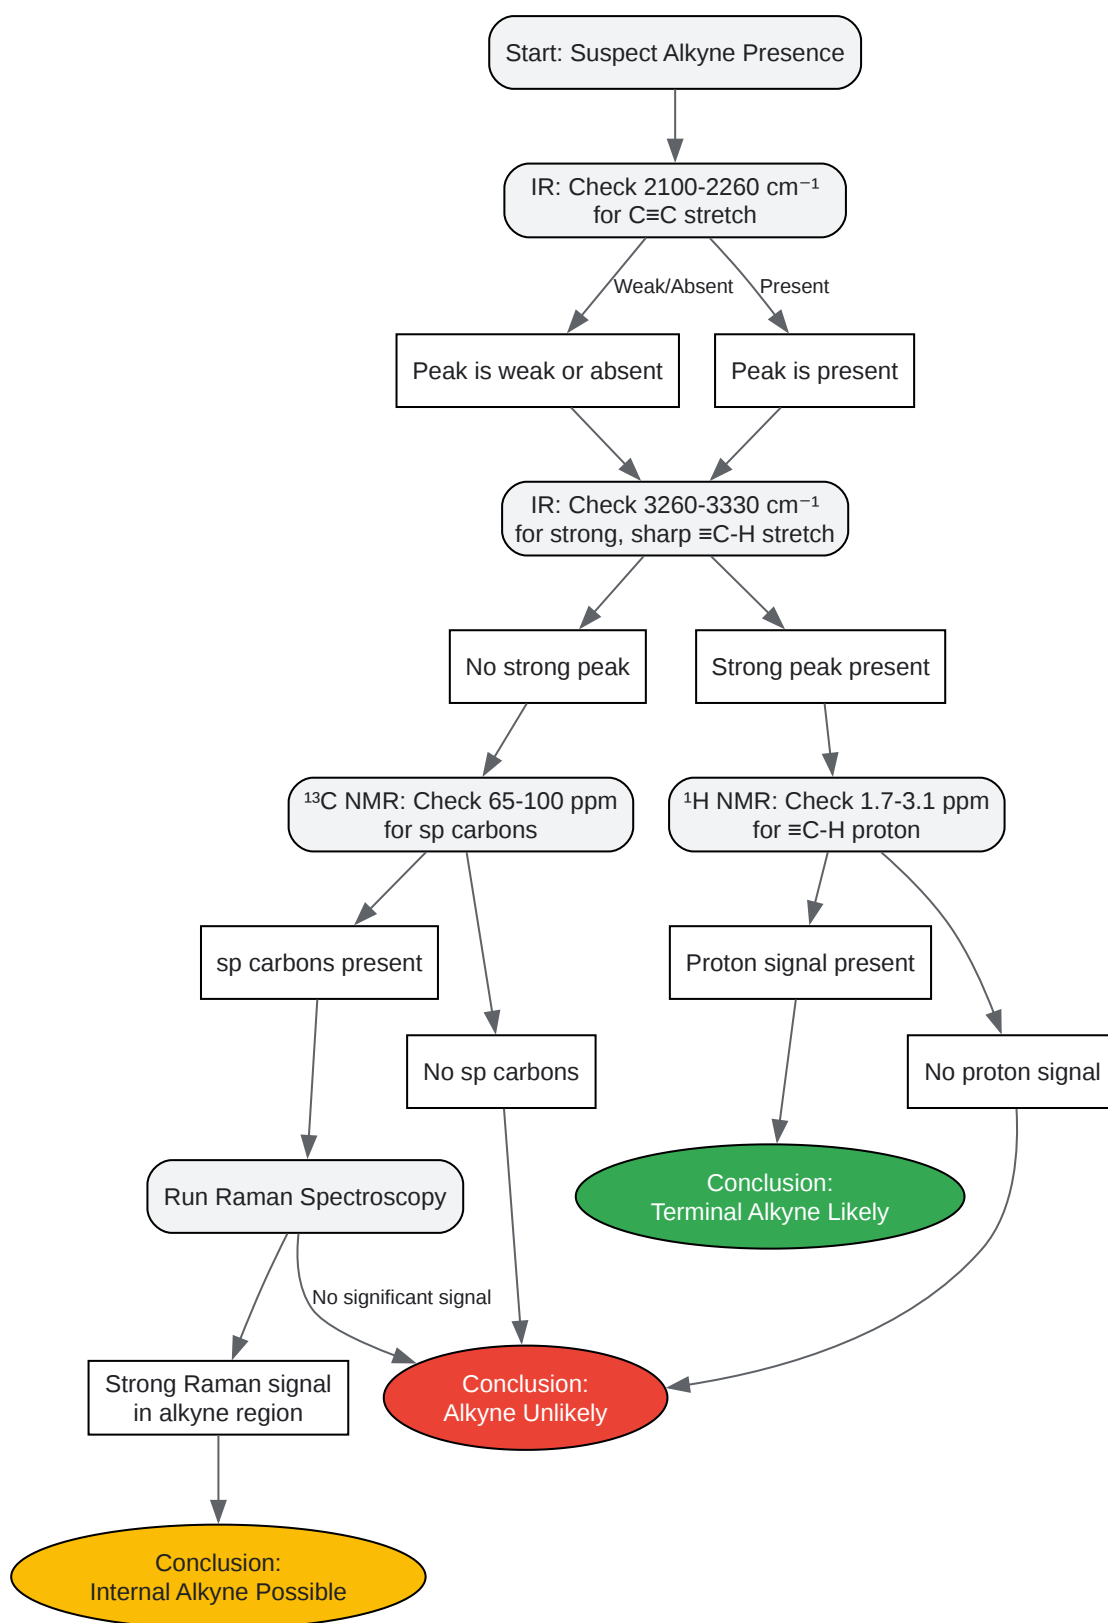 Start: Suspect Alkyne Presence
IR: Check 2100-2260 cm⁻¹
for C≡C stretch
Weak/Absent
Present
Peak is weak or absent
Peak is present
IR: Check 3260-3330 cm⁻¹
for strong, sharp ≡C-H stretch
No strong peak
Strong peak present
¹³C NMR: Check 65-100 ppm
for sp carbons
¹H NMR: Check 1.7-3.1 ppm
for ≡C-H proton
sp carbons present
Proton signal present
No sp carbons
No proton signal
Run Raman Spectroscopy
Conclusion:
Terminal Alkyne Likely
No significant signal
Strong Raman signal
in alkyne region
Conclusion:
Alkyne Unlikely
Conclusion:
Internal Alkyne Possible